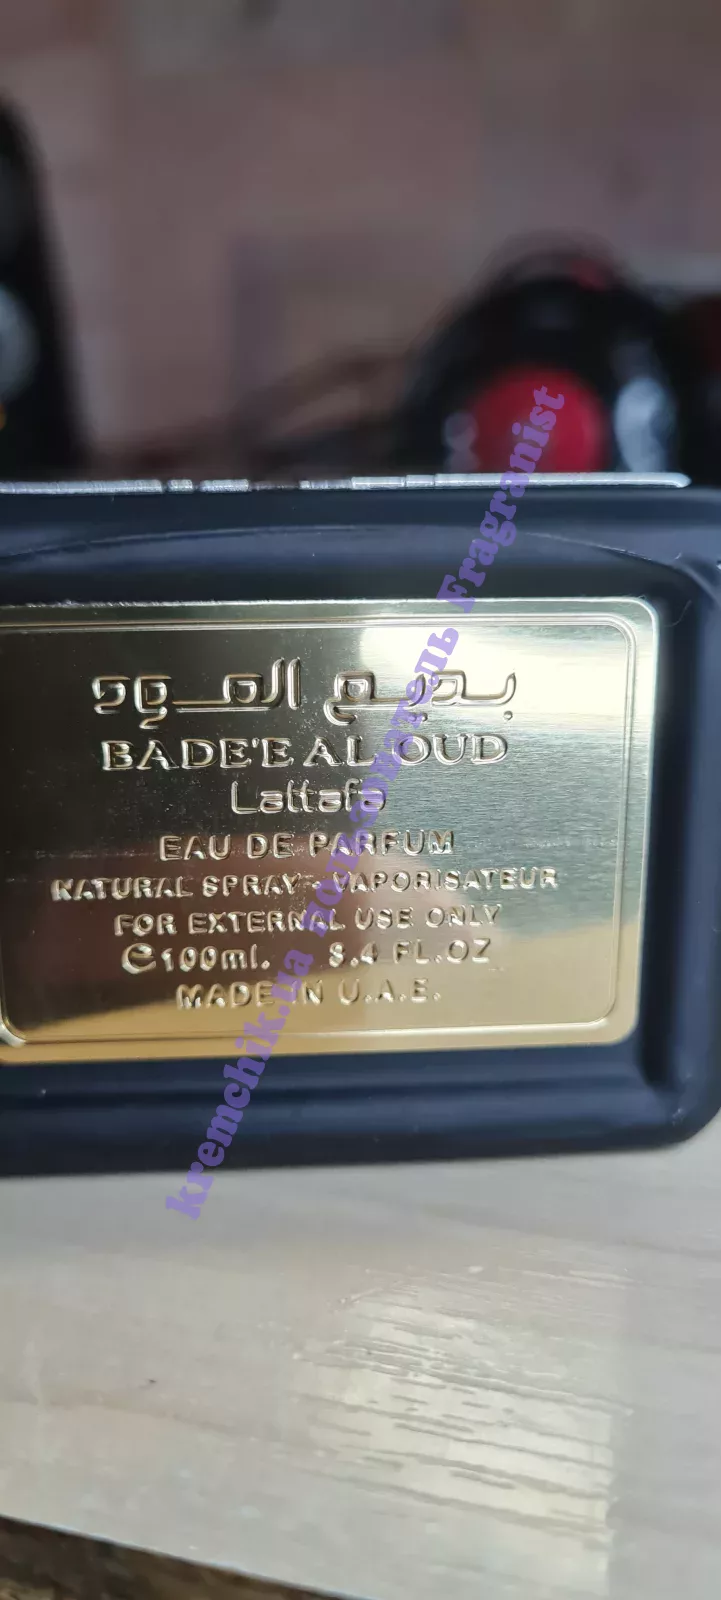 بديع العود
BADE'E AL OUD
Lattafa
EAU DE PARFUM
NATURAL SPRAY - VAPORISATEUR
FOR EXTERNAL USE ONLY
e100ml. 3.4 FL.OZ
MADE IN U.A.E.
kremchik.ua пользователь Fragranist